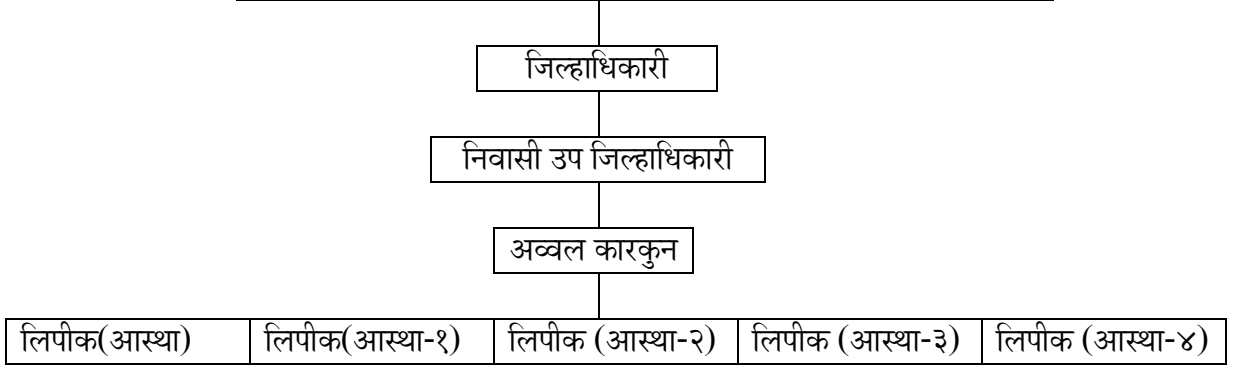 जिल्हाधिकारी
निवासी उप जिल्हाधिकारी
अव्वल कारकुन
लिपीक(आस्था) लिपीक(आस्था-१) लिपीक (आस्था-२) लिपीक (आस्था-३) लिपीक (आस्था-४)